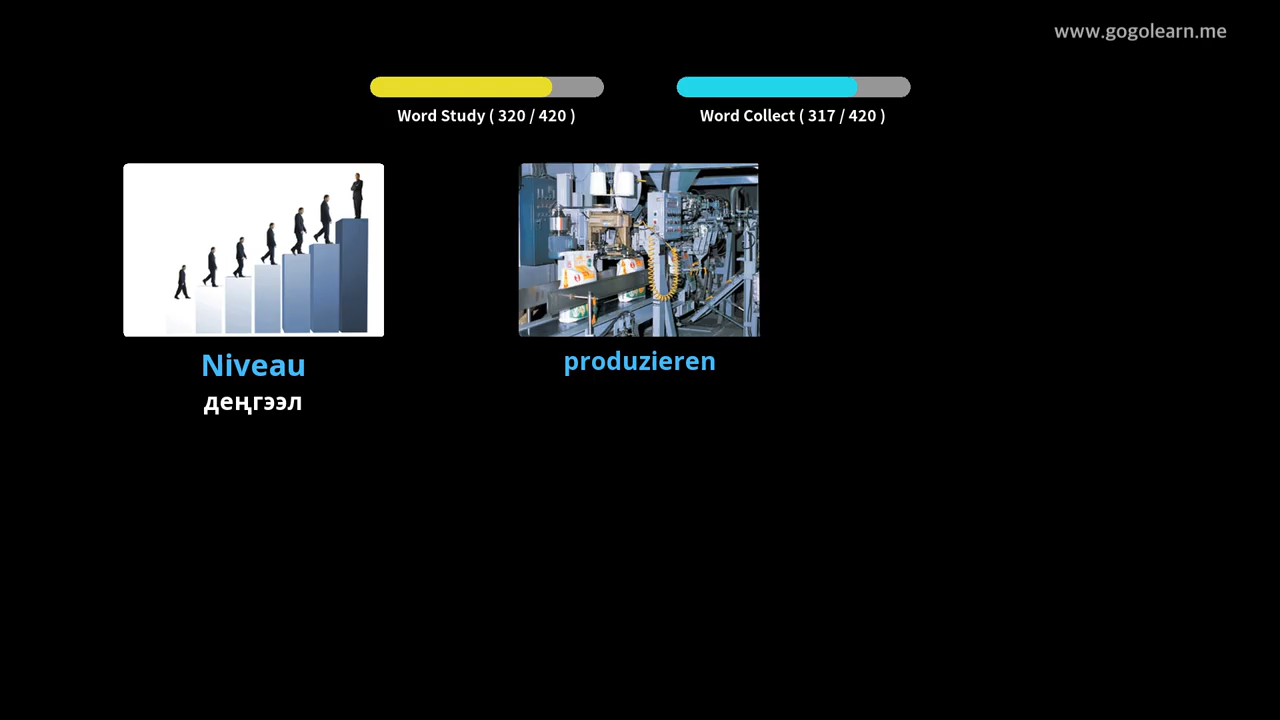 www.gogolearn.me
Word Study ( 320 / 420 )
Word Collect ( 317 / 420 )
Niveau
деңгээл
produzieren